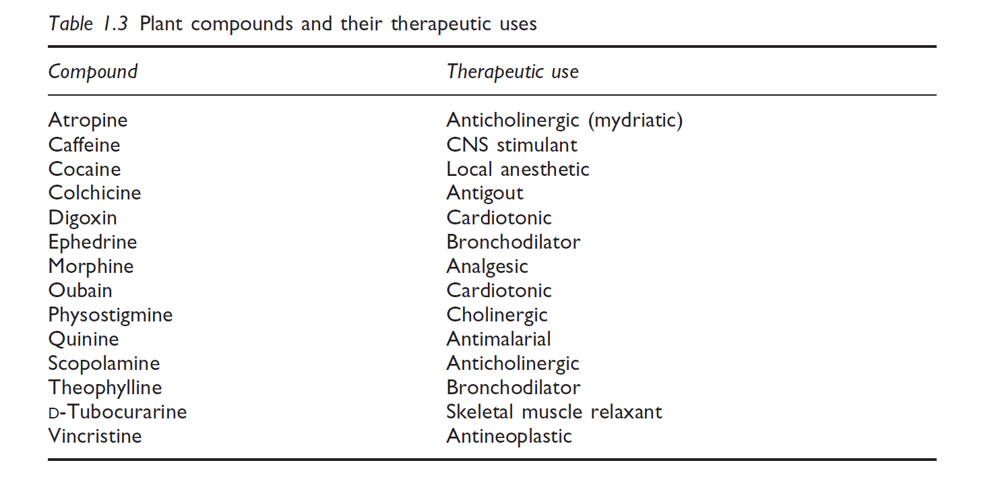 Table 1.3 Plant compounds and their therapeutic uses
Compound Therapeutic use
Atropine Anticholinergic (mydriatic)
Caffeine CNS stimulant
Cocaine Local anesthetic
Colchicine Antigout
Digoxin Cardiotonic
Ephedrine Bronchodilator
Morphine Analgesic
Oubain Cardiotonic
Physostigmine Cholinergic
Quinine Antimalarial
Scopolamine Anticholinergic
Theophylline Bronchodilator
D-Tubocurarine Skeletal muscle relaxant
Vincristine Antineoplastic